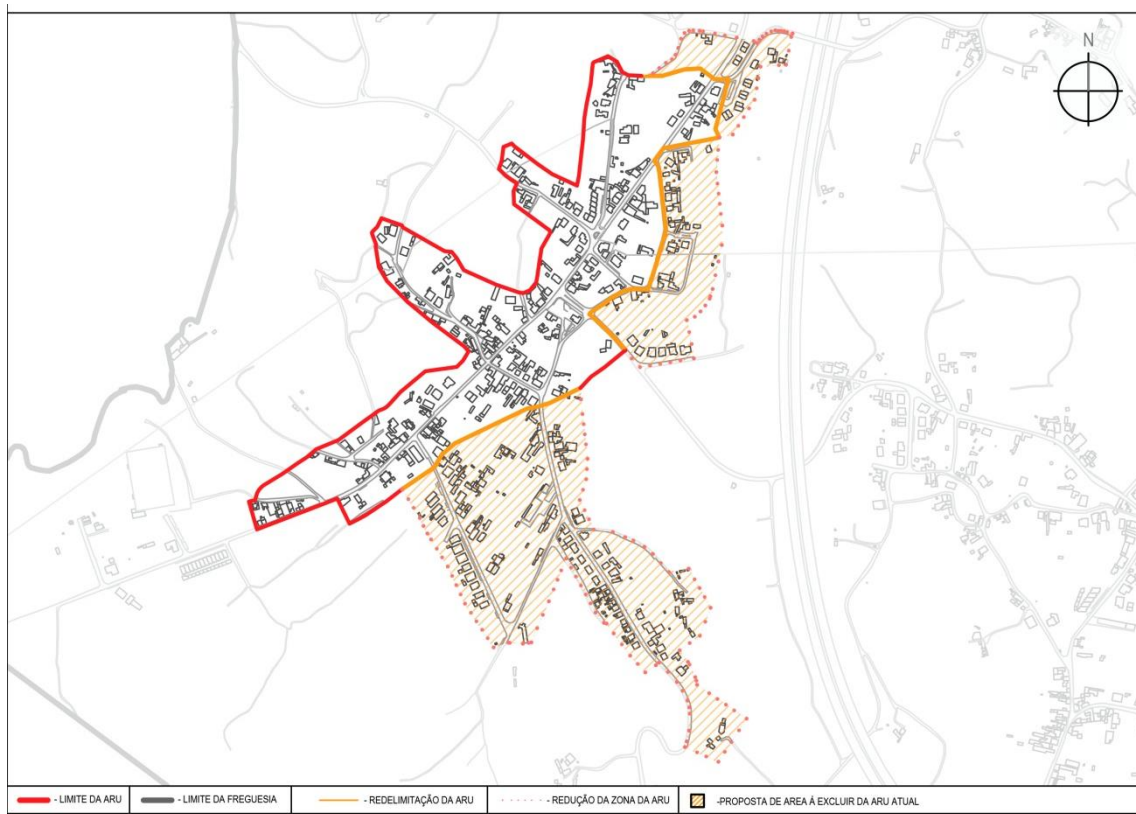 N
- LIMITE DA ARU
- LIMITE DA FREGUESIA
- REDELIMITAÇÃO DA ARU
- REDUÇÃO DA ZONA DA ARU
-PROPOSTA DE AREA Á EXCLUIR DA ARU ATUAL